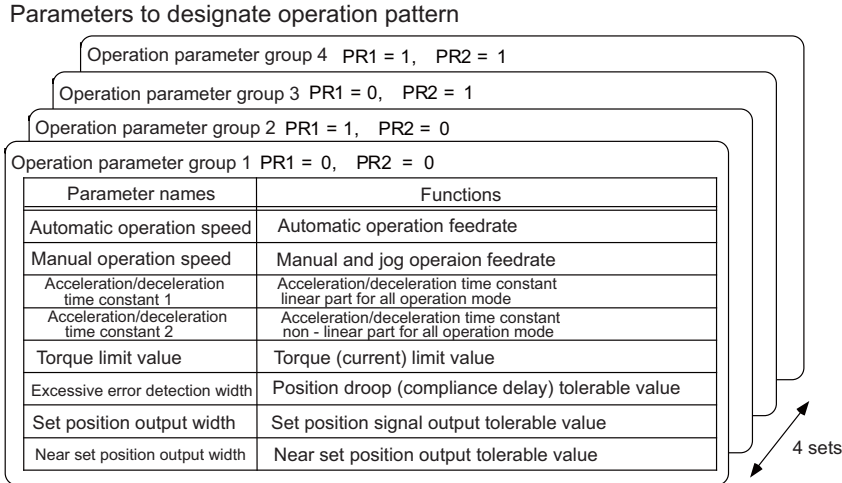 Parameters to designate operation pattern
Operation parameter group 4 PR1 = 1, PR2 = 1
Operation parameter group 3 PR1 = 0, PR2 = 1
Operation parameter group 2 PR1 = 1, PR2 = 0
Operation parameter group 1 PR1 = 0, PR2 = 0
Parameter names Functions
Automatic operation speed Automatic operation feedrate
Manual operation speed Manual and jog operaion feedrate
Acceleration/deceleration time constant 1 Acceleration/deceleration time constant linear part for all operation mode
Acceleration/deceleration time constant 2 Acceleration/deceleration time constant non - linear part for all operation mode
Torque limit value Torque (current) limit value
Excessive error detection width Position droop (compliance delay) tolerable value
Set position output width Set position signal output tolerable value
Near set position output width Near set position output tolerable value
4 sets